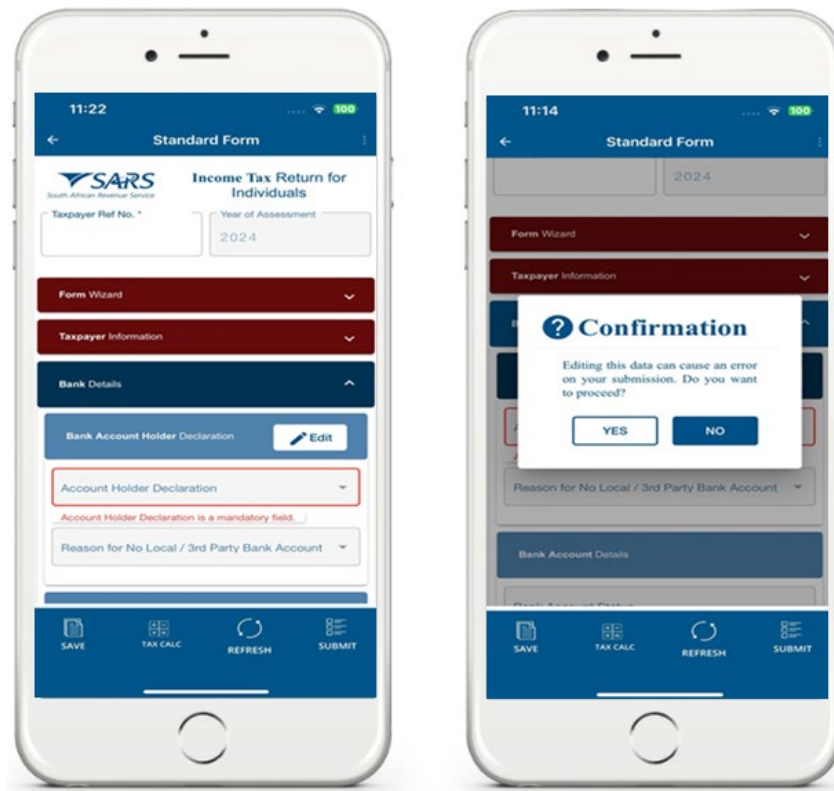 11:22
100
Standard Form
SARS
South African Revenue Service
Income Tax Return for
Individuals
Taxpayer Ref No. *
Year of Assessment
2024
Form Wizard
Taxpayer Information
Bank Details
Bank Account Holder Declaration
Edit
Account Holder Declaration
Account Holder Declaration is a mandatory field.
Reason for No Local / 3rd Party Bank Account
SAVE
TAX CALC
REFRESH
SUBMIT
11:14
100
Standard Form
2024
Form Wizard
Taxpayer Information
Confirmation
Editing this data can cause an error
on your submission. Do you want
to proceed?
YES
NO
Reason for No Local / 3rd Party Bank Account
Bank Account Details
Bank Account Status
SAVE
TAX CALC
REFRESH
SUBMIT